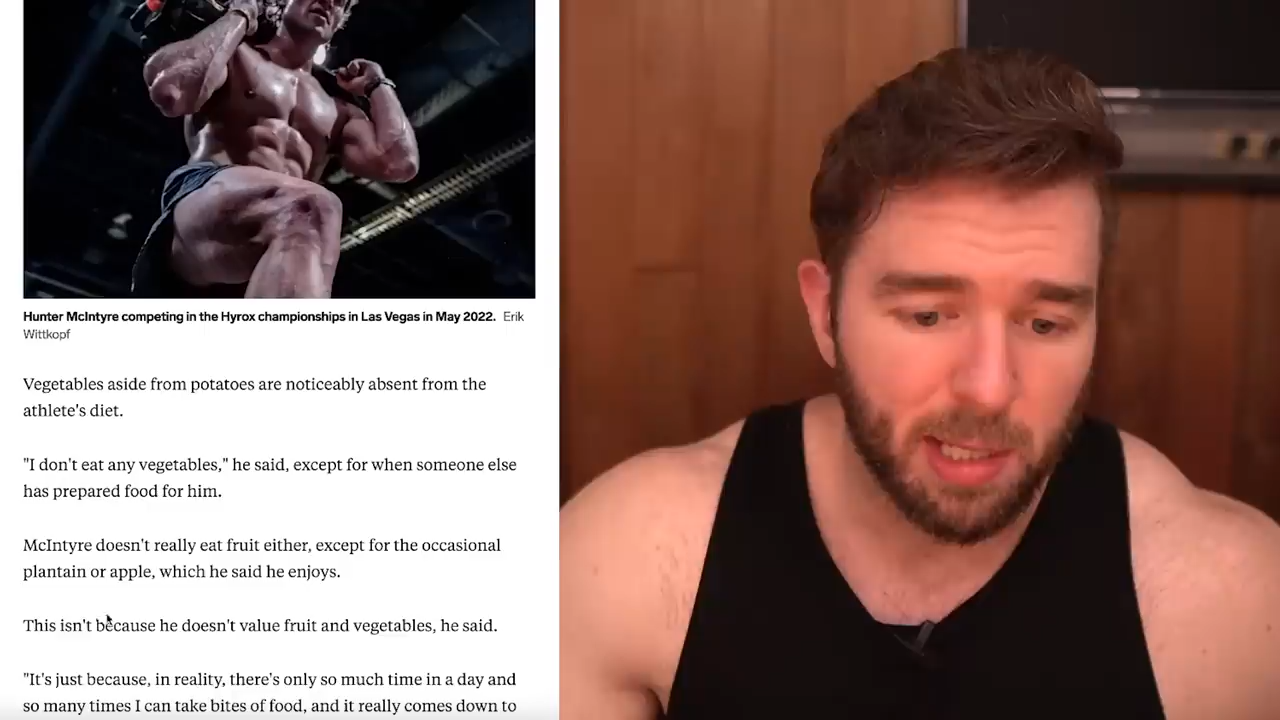 Hunter McIntyre competing in the Hyrox championships in Las Vegas in May 2022. Erik
Wittkopf
Vegetables aside from potatoes are noticeably absent from the
athlete's diet.
"I don't eat any vegetables," he said, except for when someone else
has prepared food for him.
McIntyre doesn't really eat fruit either, except for the occasional
plantain or apple, which he said he enjoys.
This isn't because he doesn't value fruit and vegetables, he said.
"It's just because, in reality, there's only so much time in a day and
so many times I can take bites of food, and it really comes down to